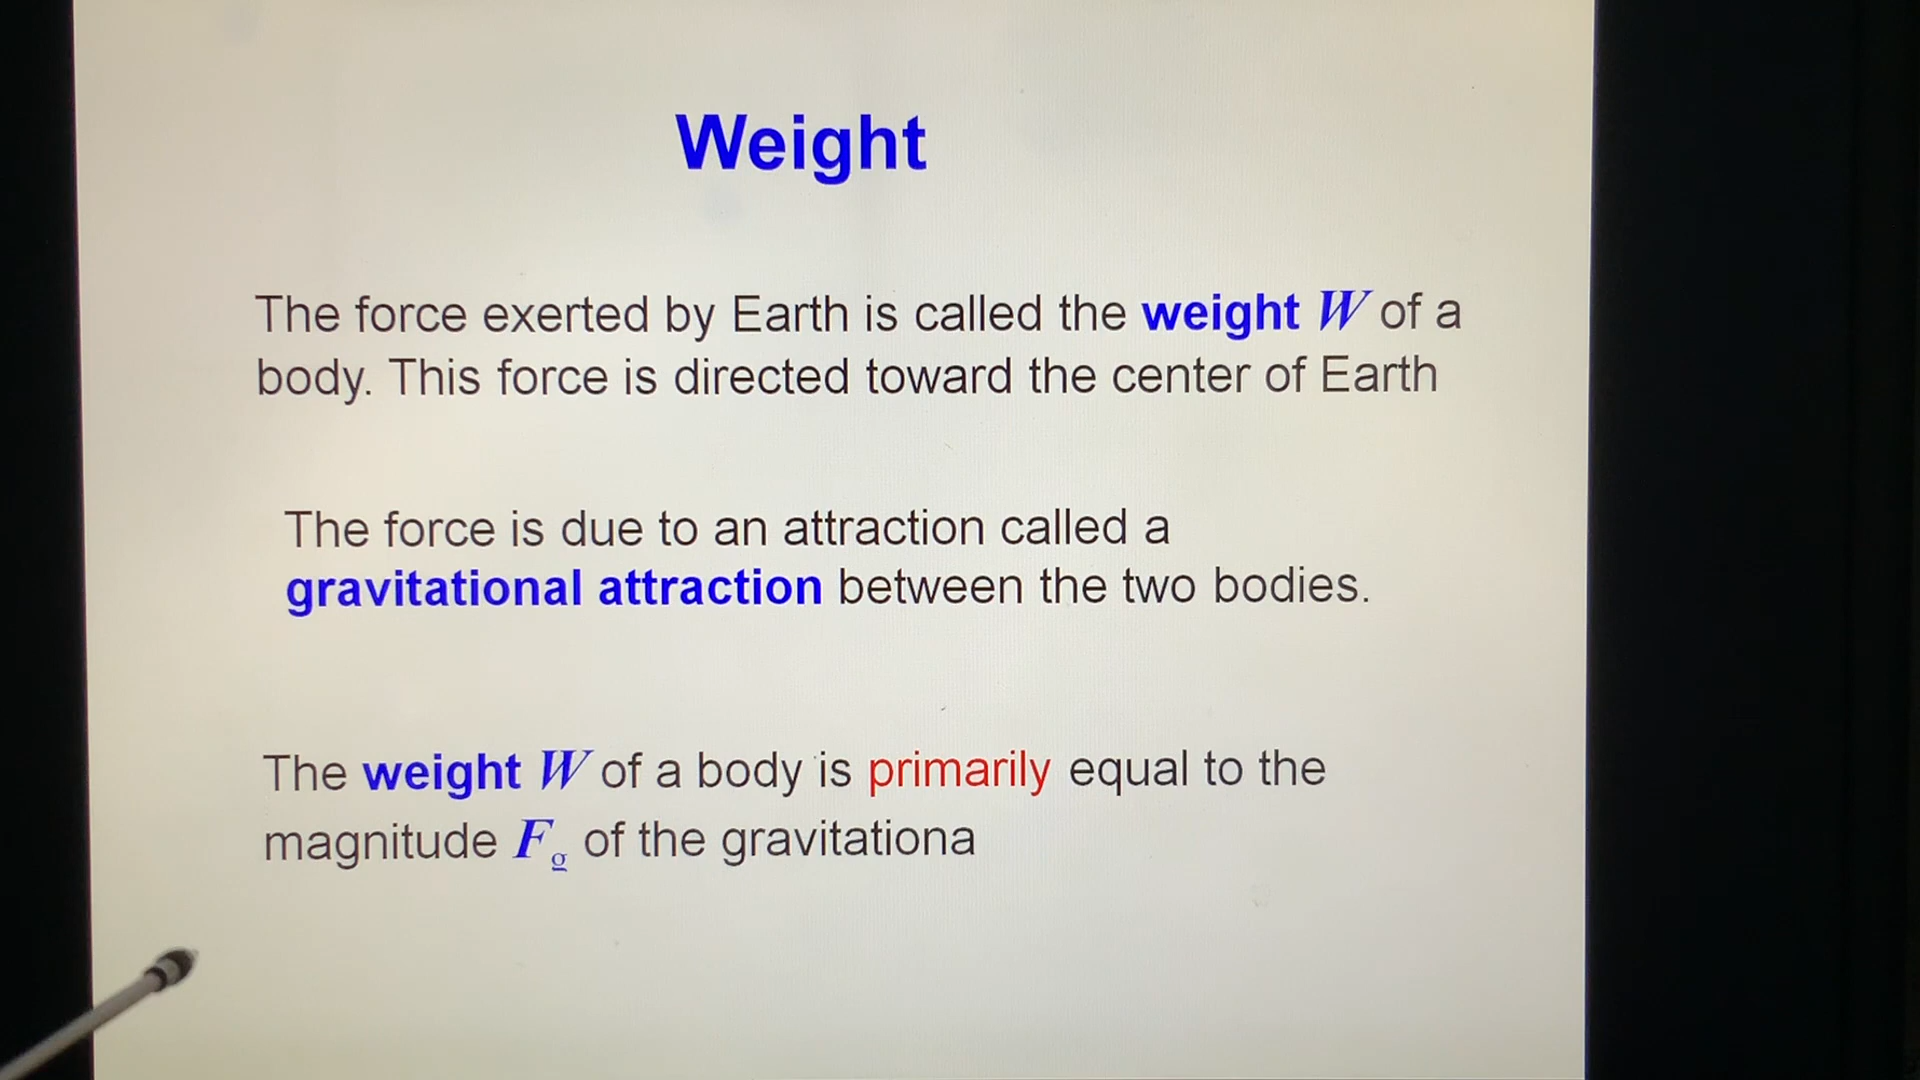 Weight
The force exerted by Earth is called the weight W of a
body. This force is directed toward the center of Earth
The force is due to an attraction called a
gravitational attraction between the two bodies.
The weight W of a body is primarily equal to the
magnitude Fg of the gravitationa